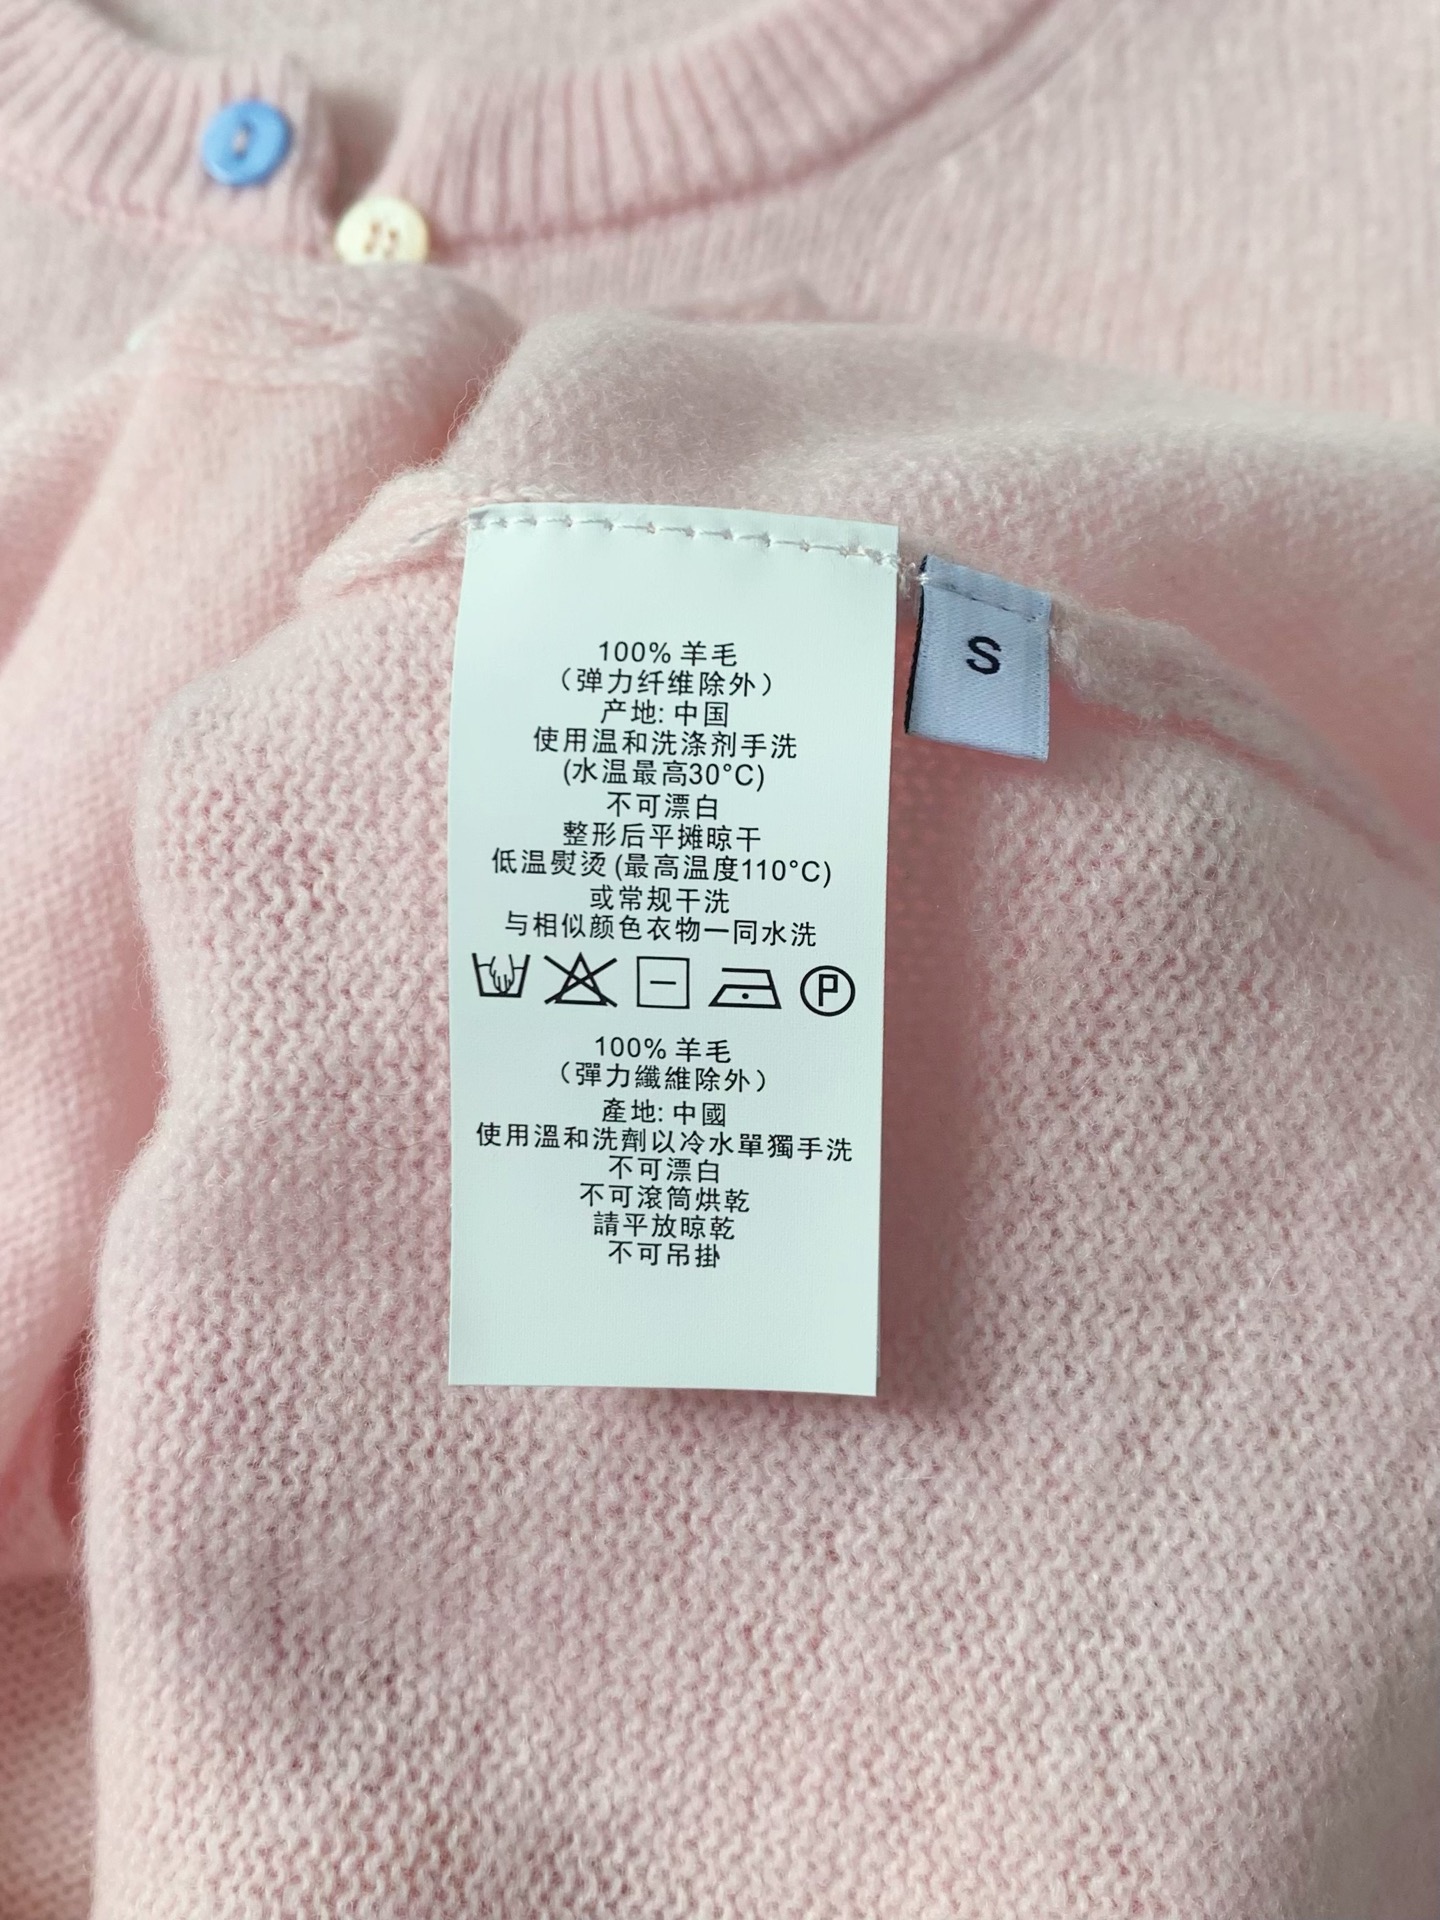 S
100% 羊毛
（弹力纤维除外）
产地: 中国
使用温和洗涤剂手洗
(水温最高30°C)
不可漂白
整形后平摊晾干
低温熨烫 (最高温度110°C)
或常规干洗
与相似颜色衣物一同水洗
P
100% 羊毛
（彈力纖維除外）
產地: 中國
使用溫和洗劑以冷水單獨手洗
不可漂白
不可滾筒烘乾
請平放晾乾
不可吊掛